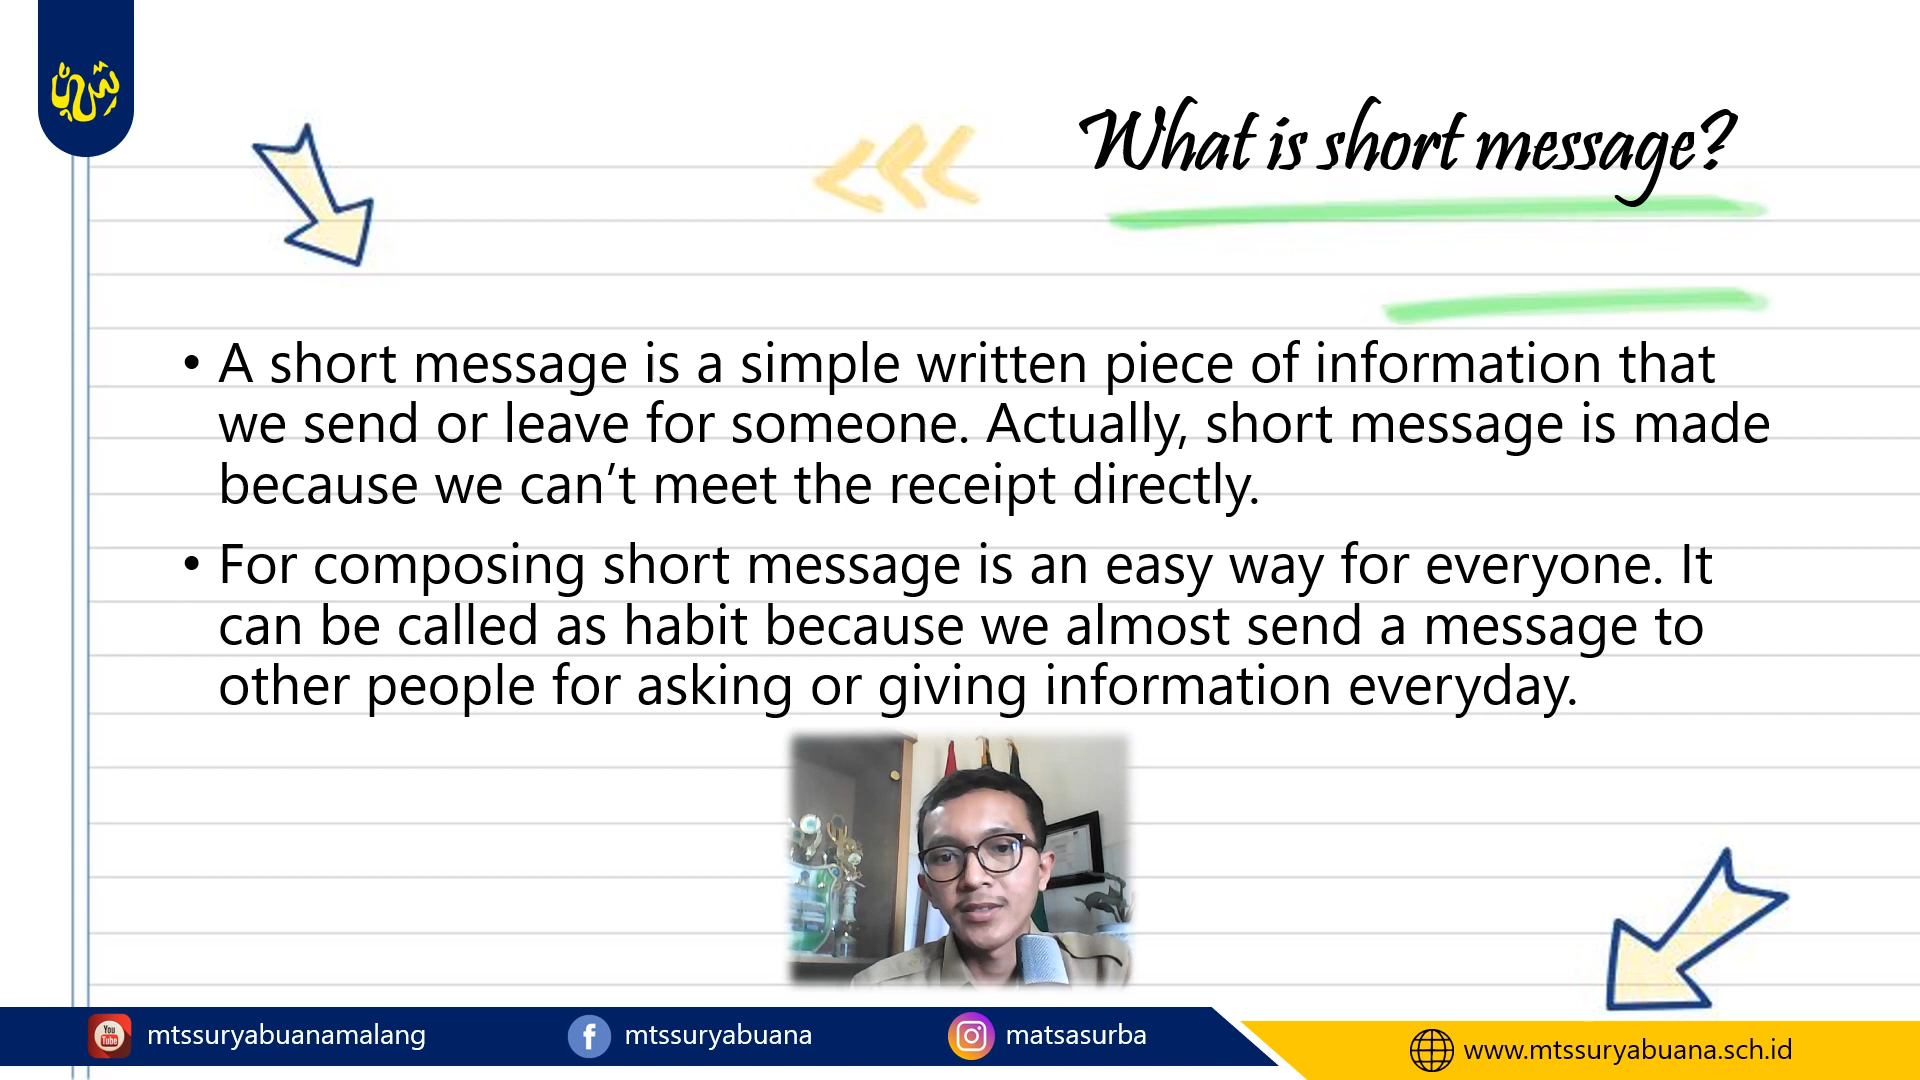 What is short message?
• A short message is a simple written piece of information that
we send or leave for someone. Actually, short message is made
because we can’t meet the receipt directly.
• For composing short message is an easy way for everyone. It
can be called as habit because we almost send a message to
other people for asking or giving information everyday.
You
Tube
mtssuryabuanamalang
mtssuryabuana
matsasurba
www.mtssuryabuana.sch.id